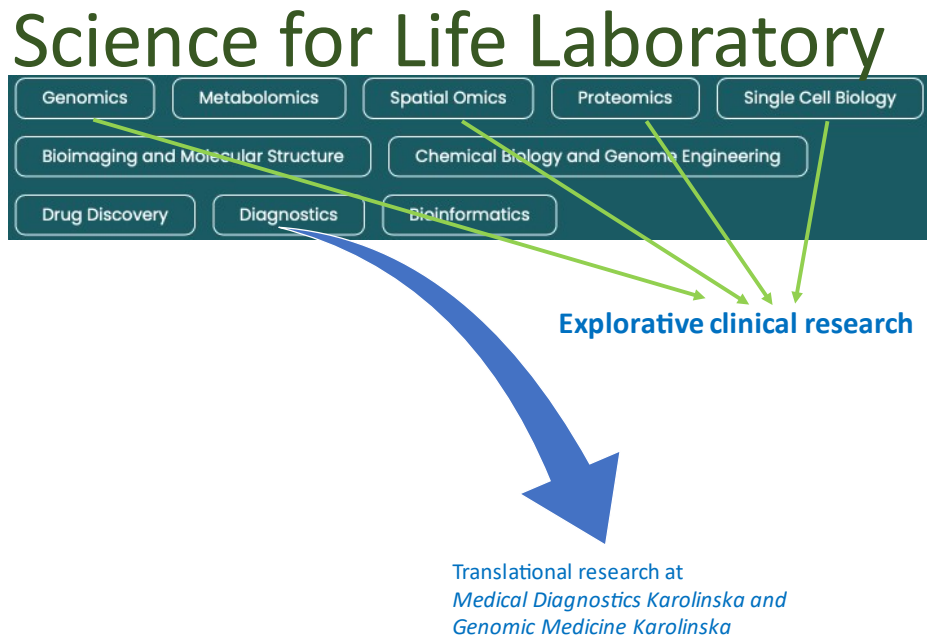 Science for Life Laboratory
Genomics Metabolomics Spatial Omics Proteomics Single Cell Biology
Bioimaging and Molecular Structure Chemical Biology and Genome Engineering
Drug Discovery Diagnostics Bioinformatics
Explorative clinical research
Translational research at
Medical Diagnostics Karolinska and
Genomic Medicine Karolinska